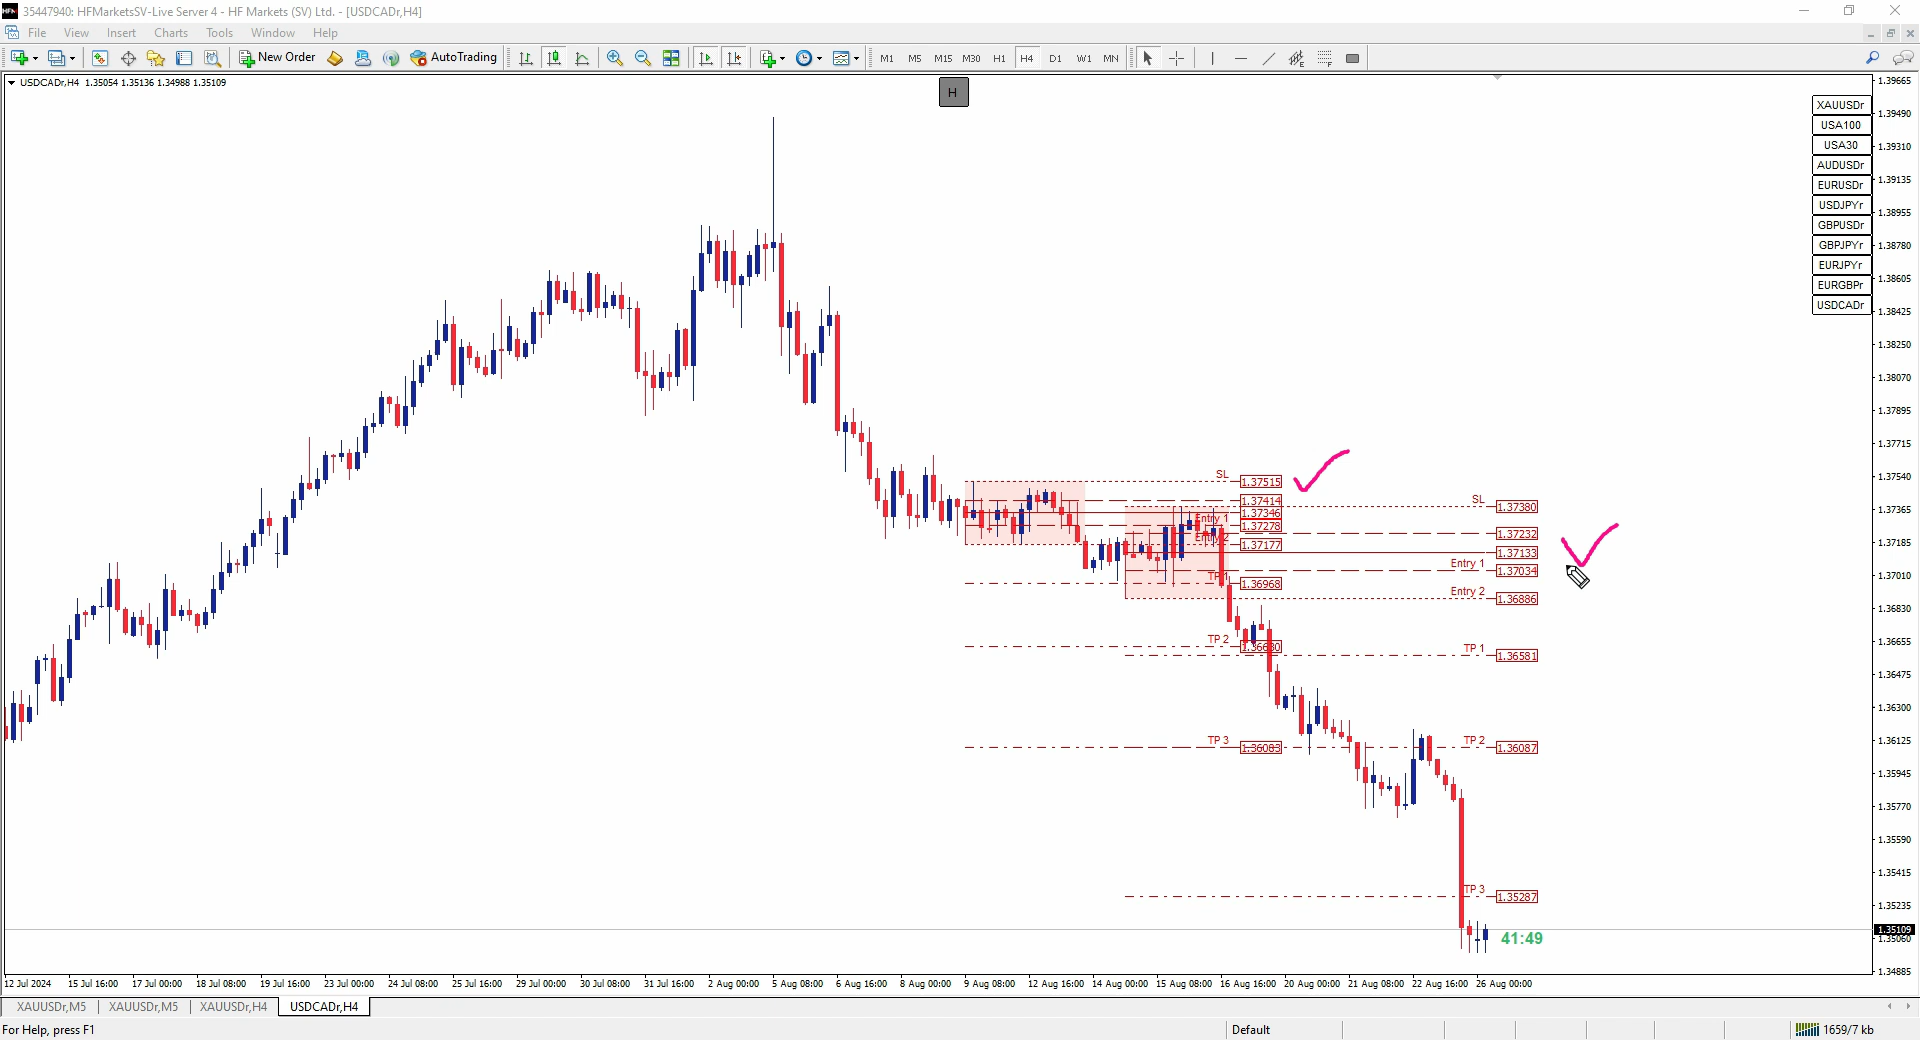 35447940: HFMarketsSV-Live Server 4 - HF Markets (SV) Ltd. - [USDCADr,H4]
File View Insert Charts Tools Window Help
New Order AutoTrading M1 M5 M15 M30 H1 H4 D1 W1 MN
USDCADr,H4 1.35054 1.35136 1.34988 1.35109
H
XAUUSDr
USA100
USA30
AUDUSDr
EURUSDr
USDJPYr
GBPUSDr
GBPJPYr
EURJPYr
EURGBPr
USDCADr
1.39665
1.39490
1.39310
1.39135
1.38955
1.38780
1.38605
1.38425
1.38250
1.38070
1.37895
1.37715
1.37540
1.37365
1.37185
1.37010
1.36830
1.36655
1.36475
1.36300
1.36125
1.35945
1.35770
1.35590
1.35415
1.35235
1.35109
1.35060
1.34885
SL 1.37515
1.37414
1.37346
Entry 1 1.37278
Entry 2 1.37177
TP 1 1.36968
TP 2
TP 3 1.36083
SL 1.37380
1.37232
1.37133
Entry 1 1.37034
Entry 2 1.36886
TP 1 1.36581
TP 2 1.36087
TP 3 1.35287
41:49
12 Jul 2024 15 Jul 16:00 17 Jul 00:00 18 Jul 08:00 19 Jul 16:00 23 Jul 00:00 24 Jul 08:00 25 Jul 16:00 29 Jul 00:00 30 Jul 08:00 31 Jul 16:00 2 Aug 00:00 5 Aug 08:00 6 Aug 16:00 8 Aug 00:00 9 Aug 08:00 12 Aug 16:00 14 Aug 00:00 15 Aug 08:00 16 Aug 16:00 20 Aug 00:00 21 Aug 08:00 22 Aug 16:00 26 Aug 00:00
XAUUSDr,M5 XAUUSDr,M5 XAUUSDr,H4 USDCADr,H4
For Help, press F1 Default 1659/7 kb